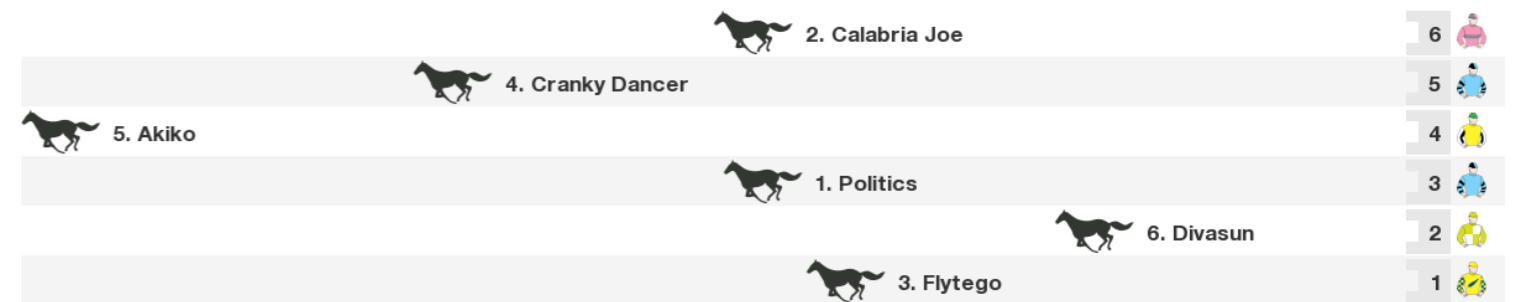 2. Calabria Joe 6
4. Cranky Dancer 5
5. Akiko 4
1. Politics 3
6. Divasun 2
3. Flytego 1